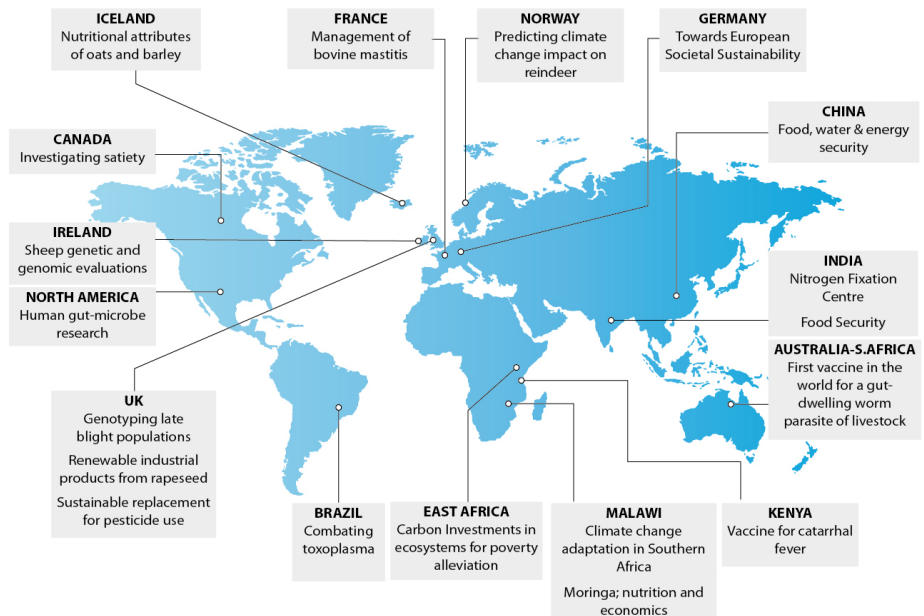 ICELAND
Nutritional attributes
of oats and barley
FRANCE
Management of
bovine mastitis
NORWAY
Predicting climate
change impact on
reindeer
GERMANY
Towards European
Societal Sustainability
CHINA
Food, water & energy
security
CANADA
Investigating satiety
IRELAND
Sheep genetic and
genomic evaluations
NORTH AMERICA
Human gut-microbe
research
INDIA
Nitrogen Fixation
Centre
Food Security
AUSTRALIA-S.AFRICA
First vaccine in the
world for a gut-
dwelling worm
parasite of livestock
UK
Genotyping late
blight populations
Renewable industrial
products from rapeseed
Sustainable replacement
for pesticide use
BRAZIL
Combating
toxoplasma
EAST AFRICA
Carbon Investments in
ecosystems for poverty
alleviation
MALAWI
Climate change
adaptation in Southern
Africa
Moringa; nutrition and
economics
KENYA
Vaccine for catarrhal
fever